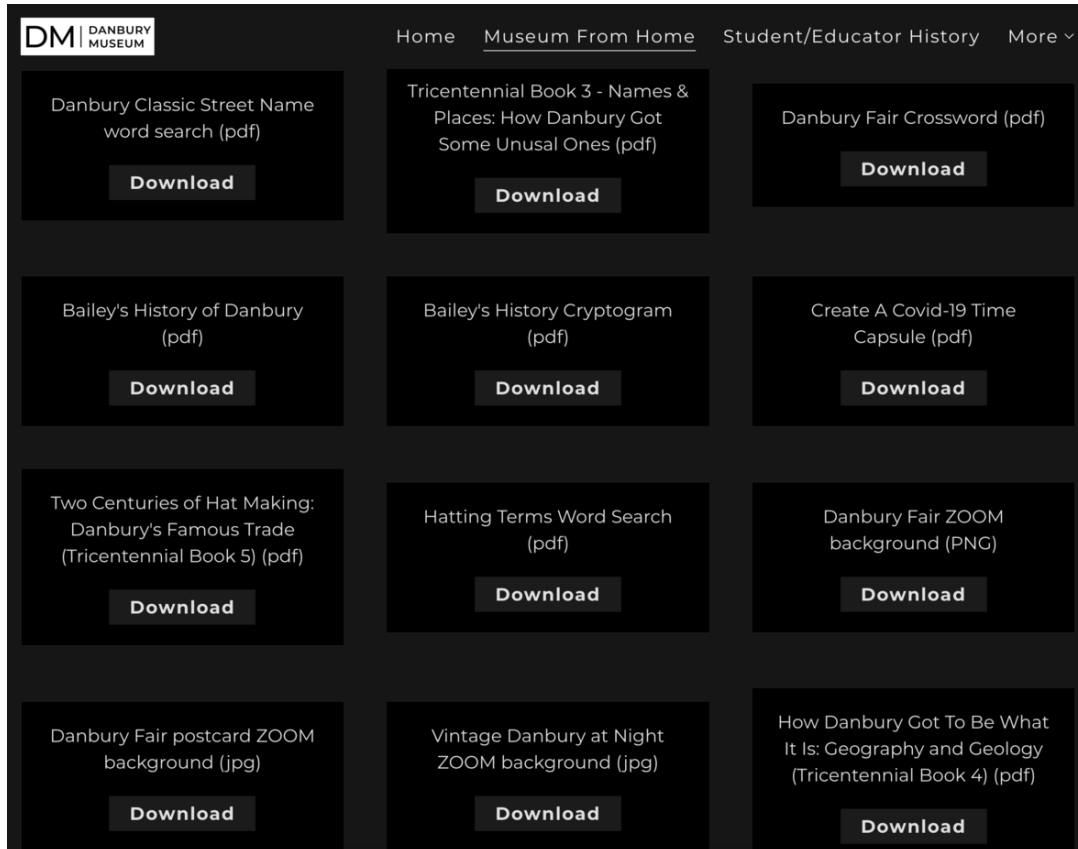 DM DANBURY
MUSEUM
Home Museum From Home Student/Educator History More
Danbury Classic Street Name
word search (pdf)
Download
Tricentennial Book 3 - Names &
Places: How Danbury Got
Some Unusal Ones (pdf)
Download
Danbury Fair Crossword (pdf)
Download
Bailey's History of Danbury
(pdf)
Download
Bailey's History Cryptogram
(pdf)
Download
Create A Covid-19 Time
Capsule (pdf)
Download
Two Centuries of Hat Making:
Danbury's Famous Trade
(Tricentennial Book 5) (pdf)
Download
Hatting Terms Word Search
(pdf)
Download
Danbury Fair ZOOM
background (PNG)
Download
Danbury Fair postcard ZOOM
background (jpg)
Download
Vintage Danbury at Night
ZOOM background (jpg)
Download
How Danbury Got To Be What
It Is: Geography and Geology
(Tricentennial Book 4) (pdf)
Download